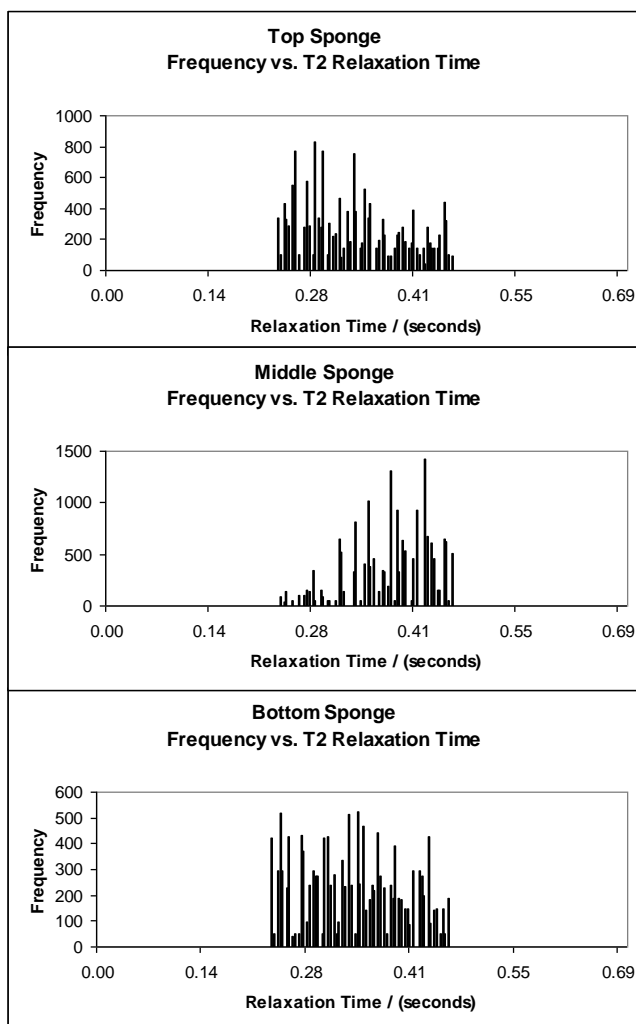 Top Sponge
Frequency vs. T2 Relaxation Time
1000
800
600
400
200
0
Frequency
0.00 0.14 0.28 0.41 0.55 0.69
Relaxation Time / (seconds)
Middle Sponge
Frequency vs. T2 Relaxation Time
1500
1000
500
0
Frequency
0.00 0.14 0.28 0.41 0.55 0.69
Relaxation Time / (seconds)
Bottom Sponge
Frequency vs. T2 Relaxation Time
600
500
400
300
200
100
0
Frequency
0.00 0.14 0.28 0.41 0.55 0.69
Relaxation Time / (seconds)